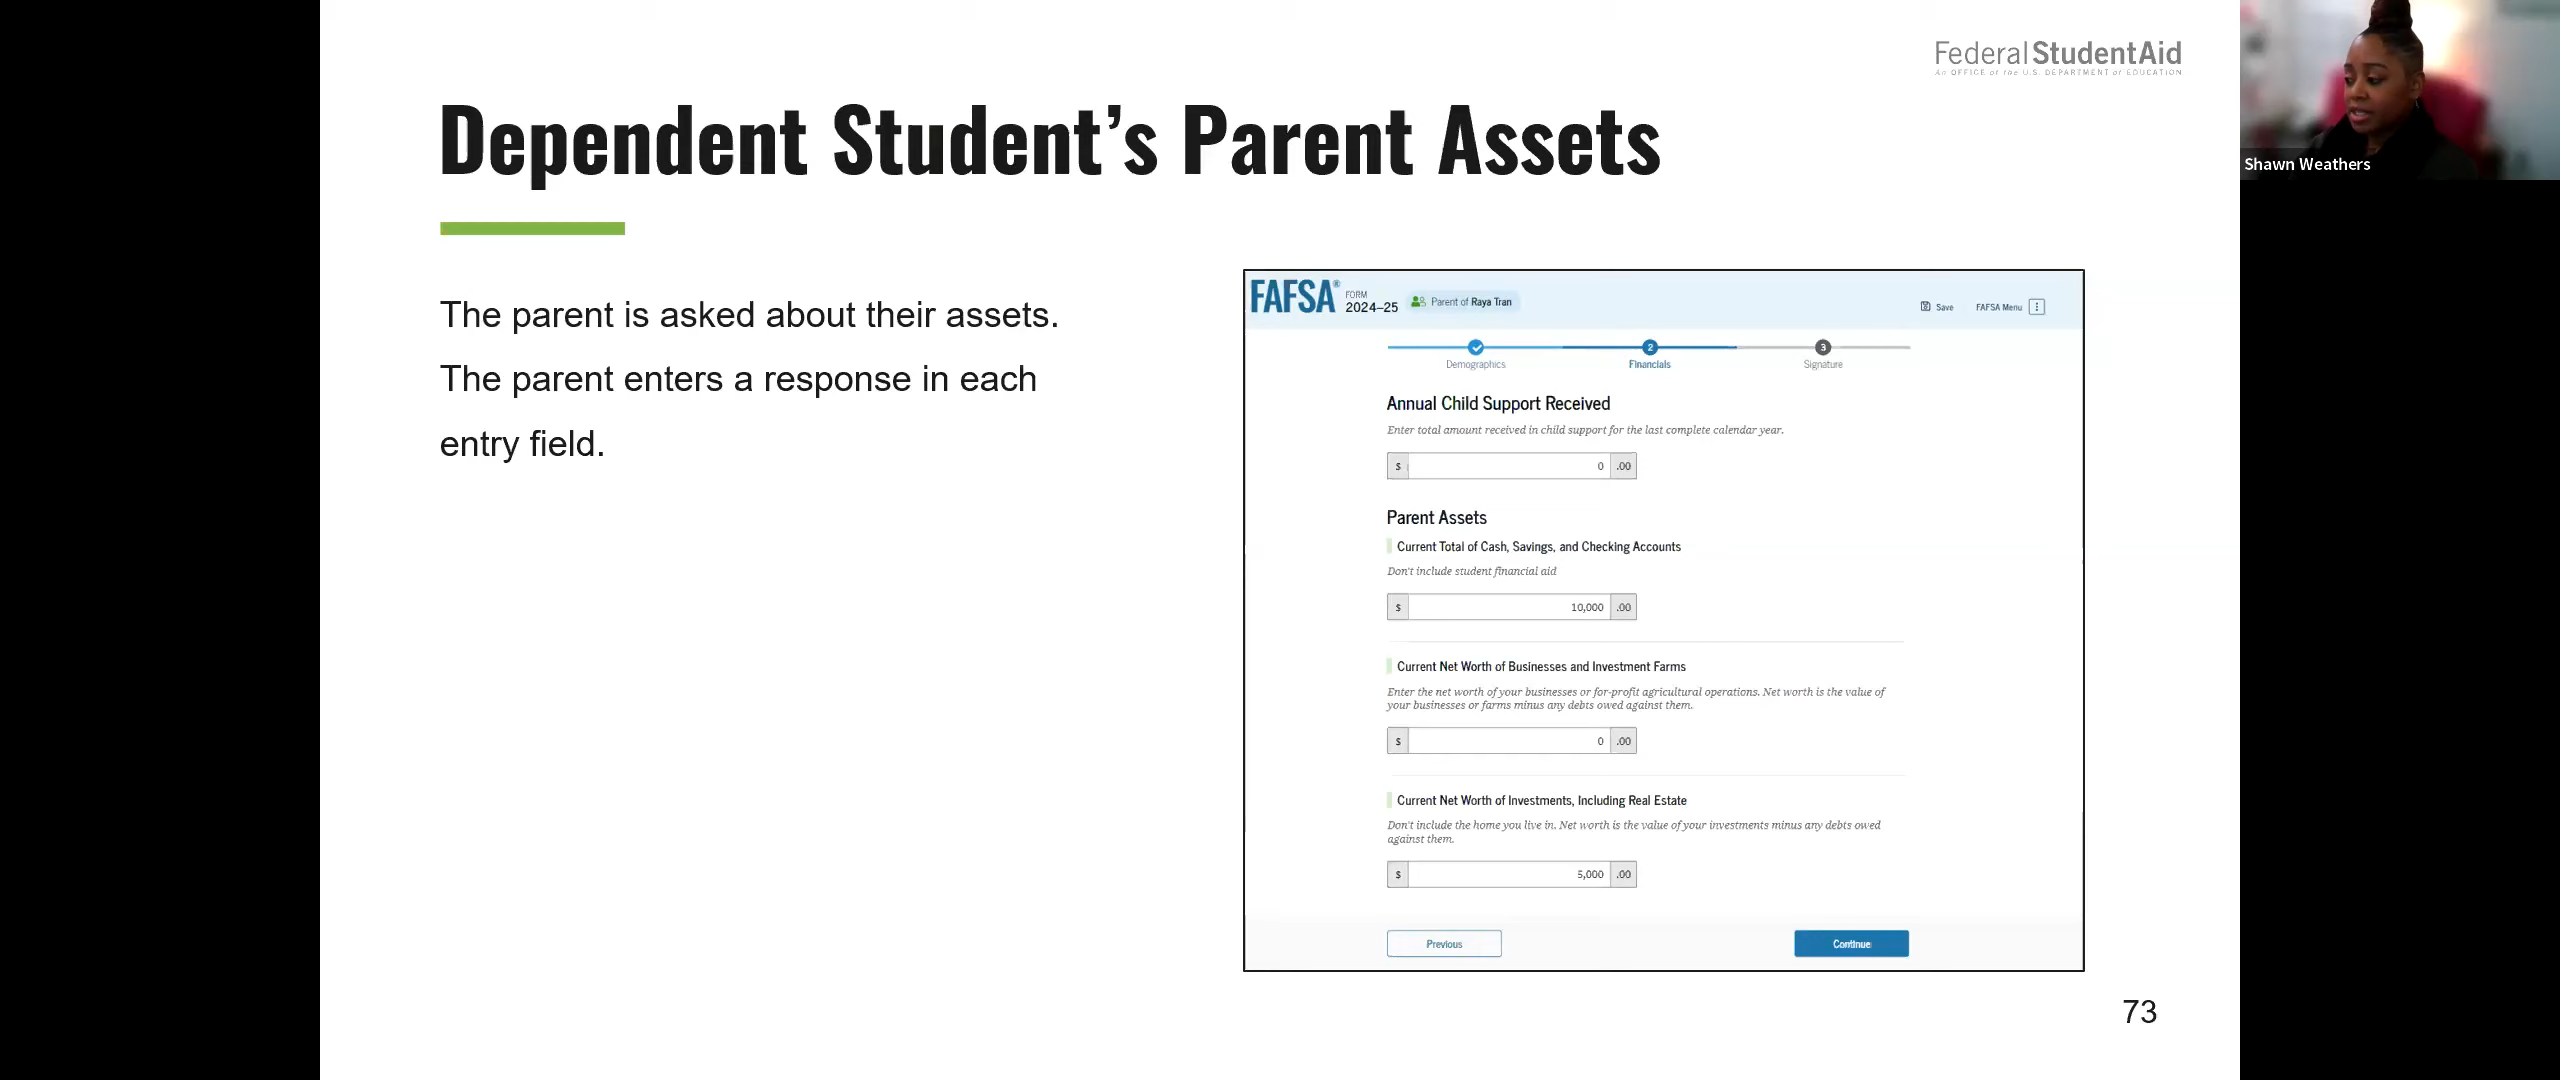 Federal StudentAid
An OFFICE of the U.S. DEPARTMENT of EDUCATION
Shawn Weathers
Dependent Student’s Parent Assets
The parent is asked about their assets.
The parent enters a response in each
entry field.
FAFSA®
FORM
2024–25
Parent of Raya Tran
Save
FAFSA Menu
2
3
Demographics
Financials
Signature
Annual Child Support Received
Enter total amount received in child support for the last complete calendar year.
$ 0 .00
Parent Assets
Current Total of Cash, Savings, and Checking Accounts
Don't include student financial aid
$ 10,000 .00
Current Net Worth of Businesses and Investment Farms
Enter the net worth of your businesses or for-profit agricultural operations. Net worth is the value of
your businesses or farms minus any debts owed against them.
$ 0 .00
Current Net Worth of Investments, Including Real Estate
Don't include the home you live in. Net worth is the value of your investments minus any debts owed
against them.
$ 5,000 .00
Previous
Continue
73